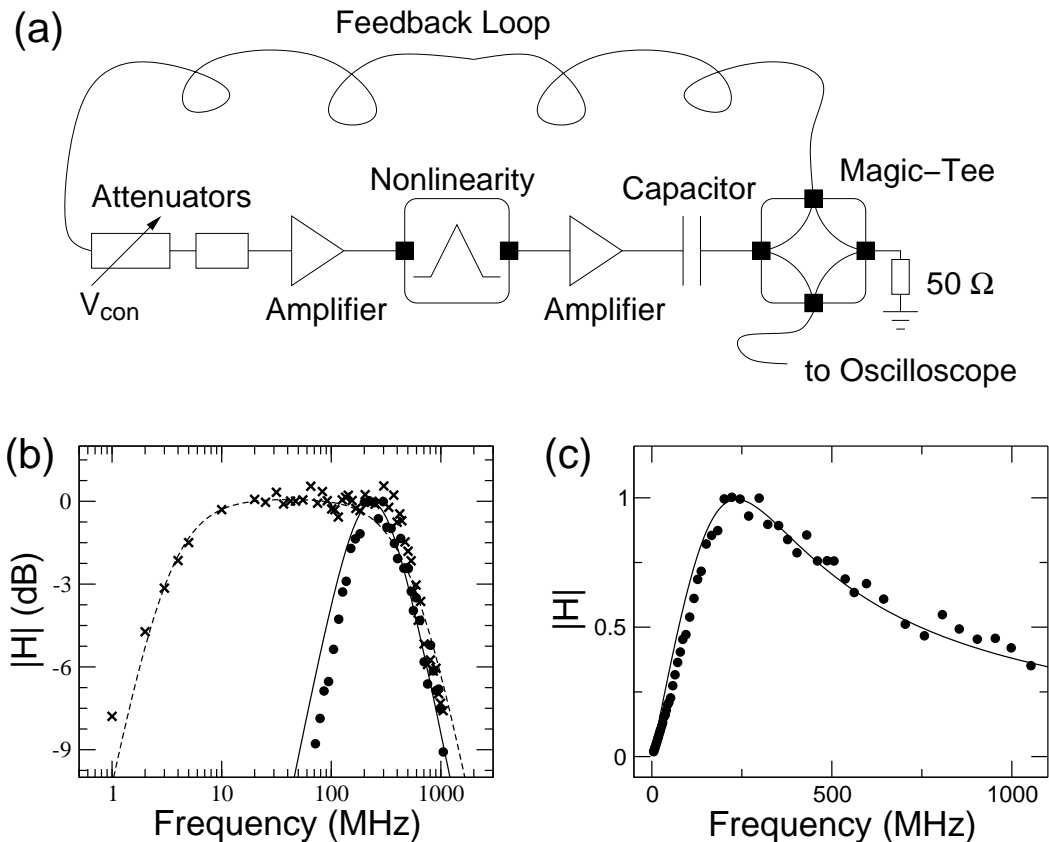 (a)
Feedback Loop
Attenuators
Nonlinearity
Capacitor
Magic–Tee
Vcon
Amplifier
Amplifier
50 Ω
to Oscilloscope
(b)
|H| (dB)
0
-3
-6
-9
1
10
100
1000
Frequency (MHz)
(c)
|H|
1
0.5
0
0
500
1000
Frequency (MHz)